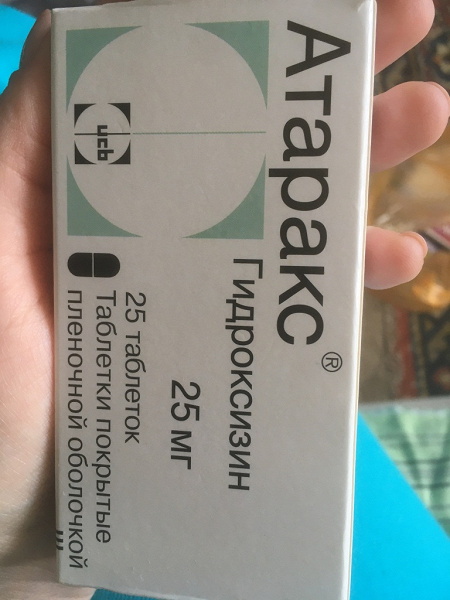 Атаракс®
Гидроксизин
25 мг
ucb
25 таблеток
Таблетки покрытые
пленочной оболочкой